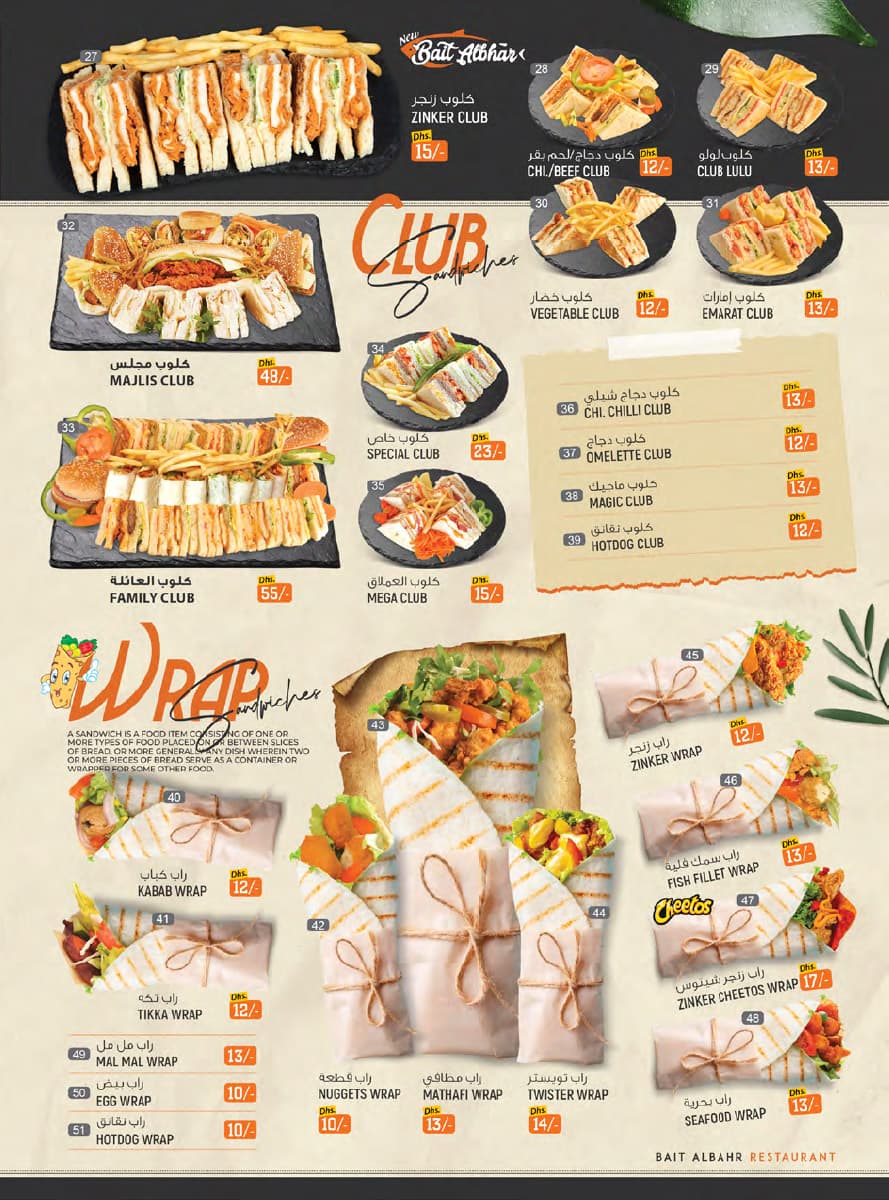 27
New
Bait Albhar
كلوب زنجر
ZINKER CLUB
Dhs.
15/-
28
كلوب دجاج/لحم بقر
CHI./BEEF CLUB
Dhs.
12/-
29
كلوب لولو
CLUB LULU
Dhs.
13/-
30
كلوب خضار
VEGETABLE CLUB
Dhs.
12/-
31
كلوب إمارات
EMARAT CLUB
Dhs.
13/-
CLUB
Sandwiches
32
كلوب مجلس
MAJLIS CLUB
Dhs.
48/-
33
كلوب العائلة
FAMILY CLUB
Dhs.
55/-
34
كلوب خاص
SPECIAL CLUB
Dhs.
23/-
35
كلوب العملاق
MEGA CLUB
Dhs.
15/-
36
كلوب دجاج شيلي
CHI. CHILLI CLUB
Dhs.
13/-
37
كلوب دجاج
OMELETTE CLUB
Dhs.
12/-
38
كلوب ماجيك
MAGIC CLUB
Dhs.
13/-
39
كلوب نقانق
HOTDOG CLUB
Dhs.
12/-
WRAP
Sandwiches
A SANDWICH IS A FOOD ITEM CONSISTING OF ONE OR
MORE TYPES OF FOOD PLACED ON OR BETWEEN SLICES
OF BREAD, OR MORE GENERALLY ANY DISH WHEREIN TWO
OR MORE PIECES OF BREAD SERVE AS A CONTAINER OR
WRAPPER FOR SOME OTHER FOOD.
40
راب كباب
KABAB WRAP
Dhs.
12/-
41
راب تكه
TIKKA WRAP
Dhs.
12/-
49
راب مل مل
MAL MAL WRAP
13/-
50
راب بيض
EGG WRAP
10/-
51
راب نقانق
HOTDOG WRAP
10/-
42
راب قطعة
NUGGETS WRAP
Dhs.
10/-
43
راب مطافي
MATHAFI WRAP
Dhs.
13/-
44
راب تويستر
TWISTER WRAP
Dhs.
14/-
45
راب زنجر
ZINKER WRAP
Dhs.
12/-
46
راب سمك فلية
FISH FILLET WRAP
Dhs.
13/-
Cheetos
47
راب زنجر شيتوس
ZINKER CHEETOS WRAP
Dhs.
17/-
48
راب بحرية
SEAFOOD WRAP
Dhs.
13/-
BAIT ALBAHR RESTAURANT